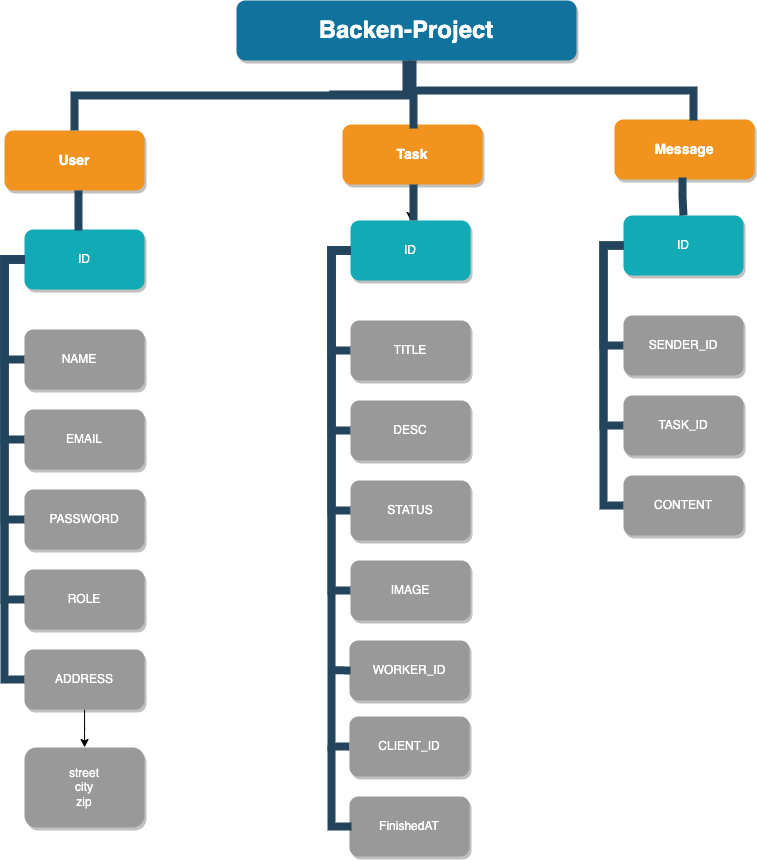 Backen-Project
User
ID
NAME
EMAIL
PASSWORD
ROLE
ADDRESS
street
city
zip
Task
ID
TITLE
DESC
STATUS
IMAGE
WORKER_ID
CLIENT_ID
FinishedAT
Message
ID
SENDER_ID
TASK_ID
CONTENT